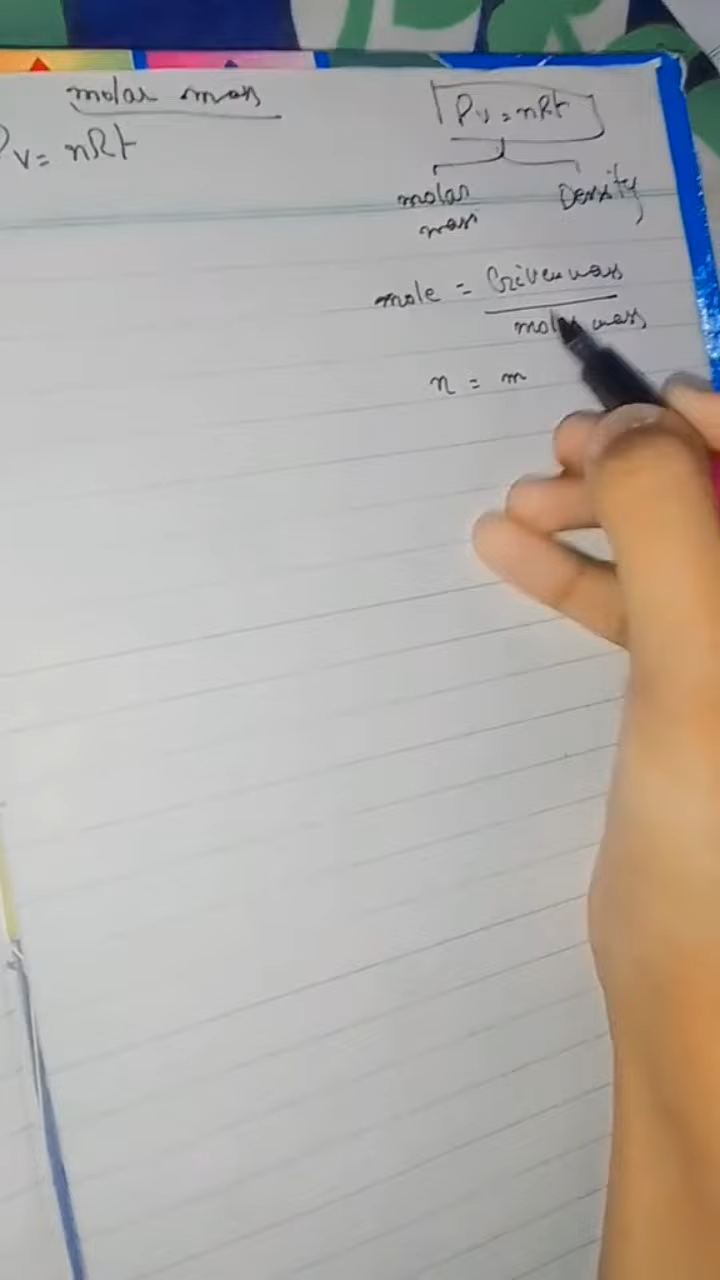 molar mass
Pv = nRt
Pv = nRt
molar mass
Density
mole = Given mass
molar mass
n = m